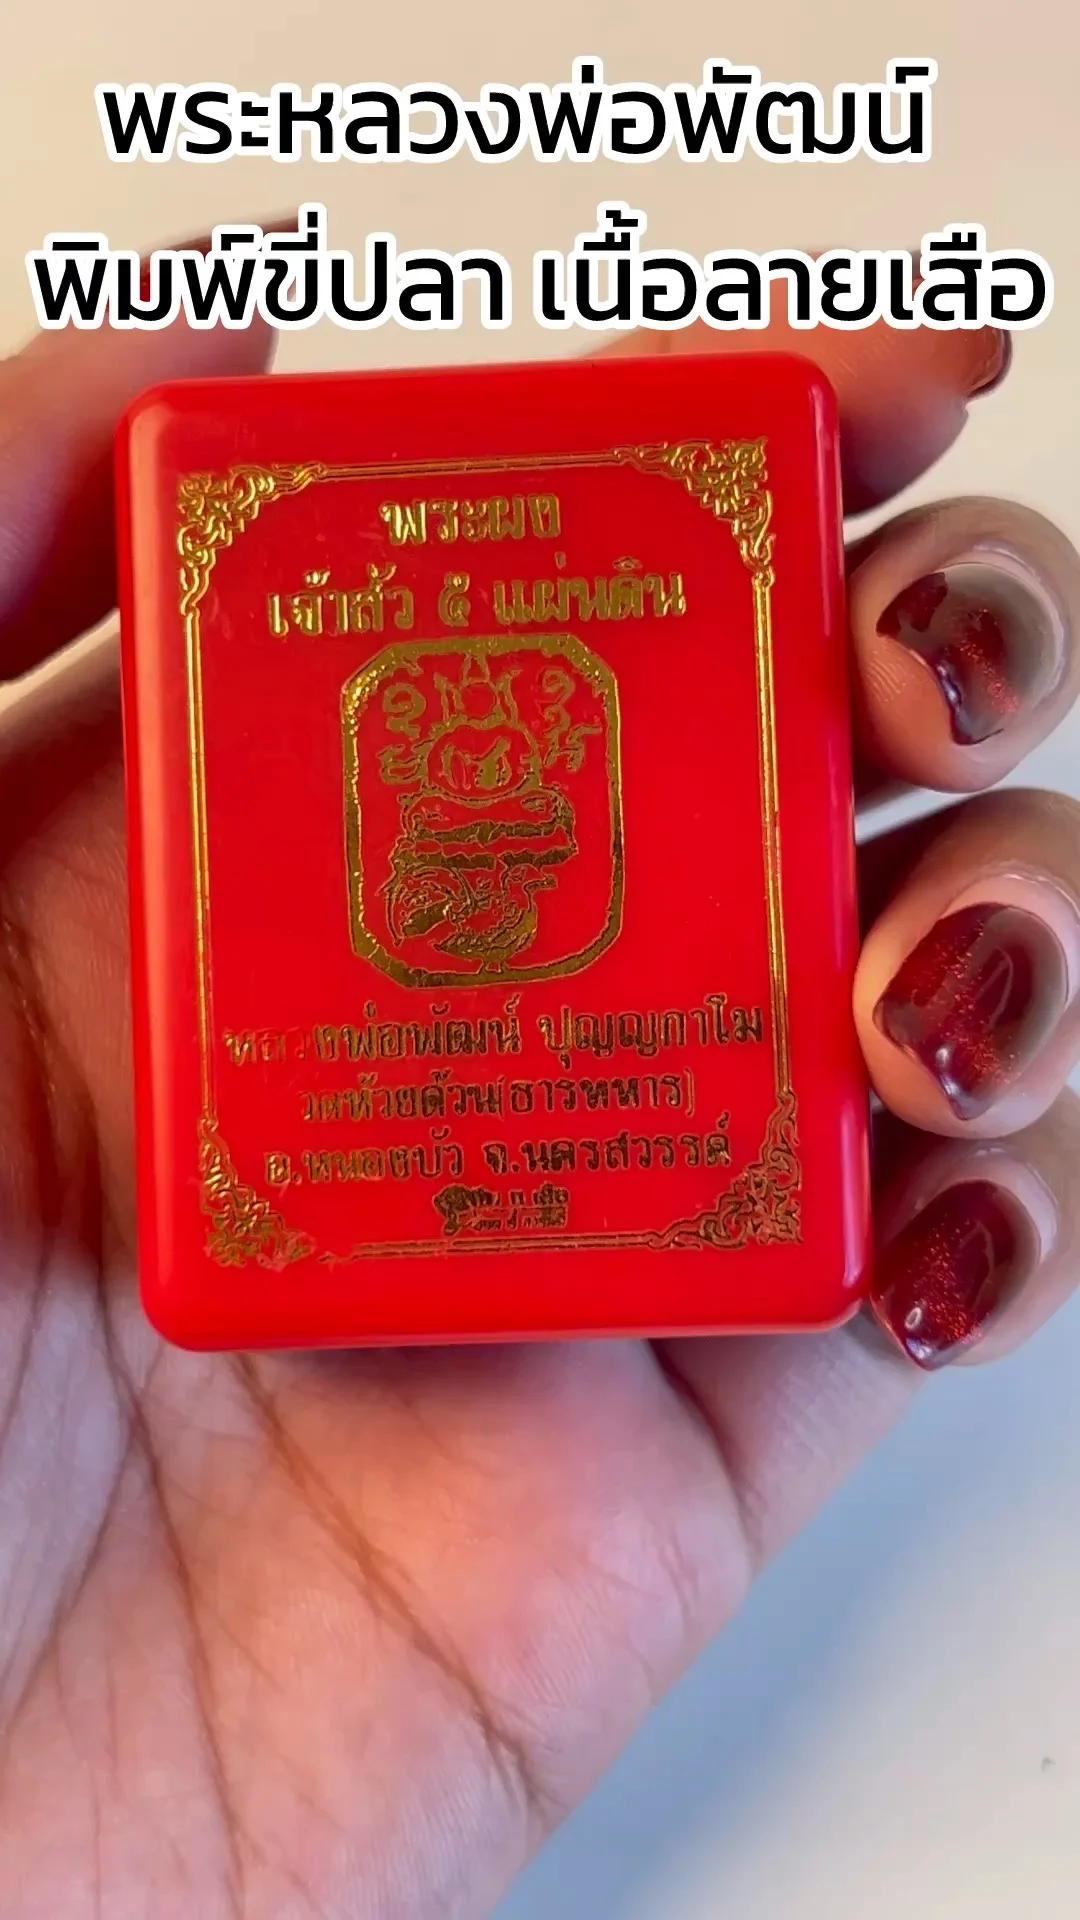 พระหลวงพ่อพัฒน์
พิมพ์ขี่ปลา เนื้อลายเสือ
พระผง
เจ้าสัว ๕ แผ่นดิน
หลวงพ่อพัฒน์ ปุญญกาโม
วัดห้วยด้วน(ธารทหาร)
อ.หนองบัว จ.นครสวรรค์